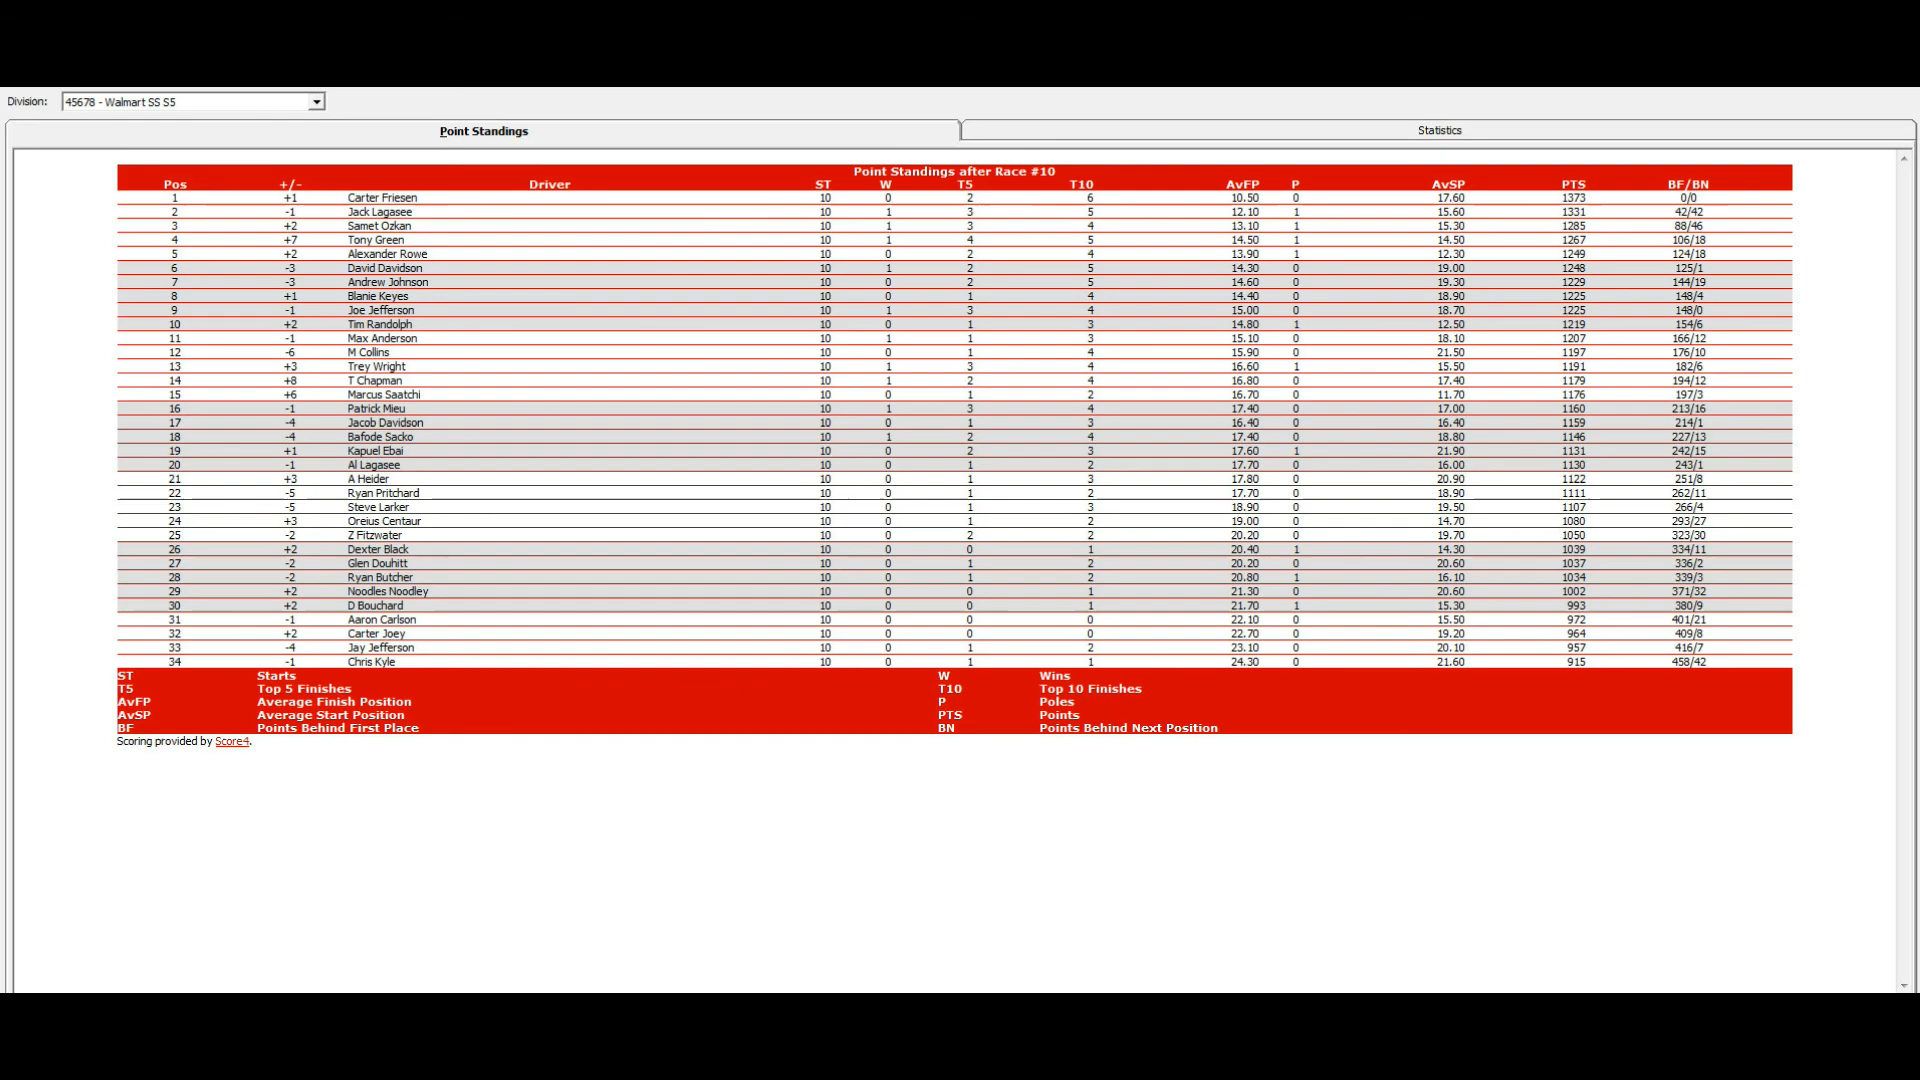 Division: 45678 - Walmart SS S5
Point Standings Statistics
Point Standings after Race #10
Pos +/- Driver ST W T5 T10 AvFP P AvSP PTS BF/BN
1 +1 Carter Friesen 10 0 2 6 10.50 0 17.60 1373 0/0
2 -1 Jack Lagasee 10 1 3 5 12.10 1 15.60 1331 42/42
3 +2 Samet Ozkan 10 1 3 4 13.10 1 15.30 1285 88/46
4 +7 Tony Green 10 1 4 5 14.50 1 14.50 1267 106/18
5 +2 Alexander Rowe 10 0 2 4 13.90 1 12.30 1249 124/18
6 -3 David Davidson 10 1 2 5 14.30 0 19.00 1248 125/1
7 -3 Andrew Johnson 10 0 2 5 14.60 0 19.30 1229 144/19
8 +1 Blanie Keyes 10 0 1 4 14.40 0 18.90 1225 148/4
9 -1 Joe Jefferson 10 1 3 4 15.00 0 18.70 1225 148/0
10 +2 Tim Randolph 10 0 1 3 14.80 1 12.50 1219 154/6
11 -1 Max Anderson 10 1 1 3 15.10 0 18.10 1207 166/12
12 -6 M Collins 10 0 1 4 15.90 0 21.50 1197 176/10
13 +3 Trey Wright 10 1 3 4 16.60 1 15.50 1191 182/6
14 +8 T Chapman 10 1 2 4 16.80 0 17.40 1179 194/12
15 +6 Marcus Saatchi 10 0 1 2 16.70 0 11.70 1176 197/3
16 -1 Patrick Mieu 10 1 3 4 17.40 0 17.00 1160 213/16
17 -4 Jacob Davidson 10 0 1 3 16.40 0 16.40 1159 214/1
18 -4 Bafode Sacko 10 1 2 4 17.40 0 18.80 1146 227/13
19 +1 Kapuel Ebai 10 0 2 3 17.60 1 21.90 1131 242/15
20 -1 Al Lagasee 10 0 1 2 17.70 0 16.00 1130 243/1
21 +3 A Heider 10 0 1 3 17.80 0 20.90 1122 251/8
22 -5 Ryan Pritchard 10 0 1 2 17.70 0 18.90 1111 262/11
23 -5 Steve Larker 10 0 1 3 18.90 0 19.50 1107 266/4
24 +3 Oreius Centaur 10 0 1 2 19.00 0 14.70 1080 293/27
25 -2 Z Fitzwater 10 0 2 2 20.20 0 19.70 1050 323/30
26 +2 Dexter Black 10 0 0 1 20.40 1 14.30 1039 334/11
27 -2 Glen Douhitt 10 0 1 2 20.20 0 20.60 1037 336/2
28 -2 Ryan Butcher 10 0 1 2 20.80 1 16.10 1034 339/3
29 +2 Noodles Noodley 10 0 0 1 21.30 0 20.60 1002 371/32
30 +2 D Bouchard 10 0 0 1 21.70 1 15.30 993 380/9
31 -1 Aaron Carlson 10 0 0 0 22.10 0 15.50 972 401/21
32 +2 Carter Joey 10 0 0 0 22.70 0 19.20 964 409/8
33 -4 Jay Jefferson 10 0 1 2 23.10 0 20.10 957 416/7
34 -1 Chris Kyle 10 0 1 1 24.30 0 21.60 915 458/42
ST Starts W Wins
T5 Top 5 Finishes T10 Top 10 Finishes
AvFP Average Finish Position P Poles
AvSP Average Start Position PTS Points
BF Points Behind First Place BN Points Behind Next Position
Scoring provided by Score4.